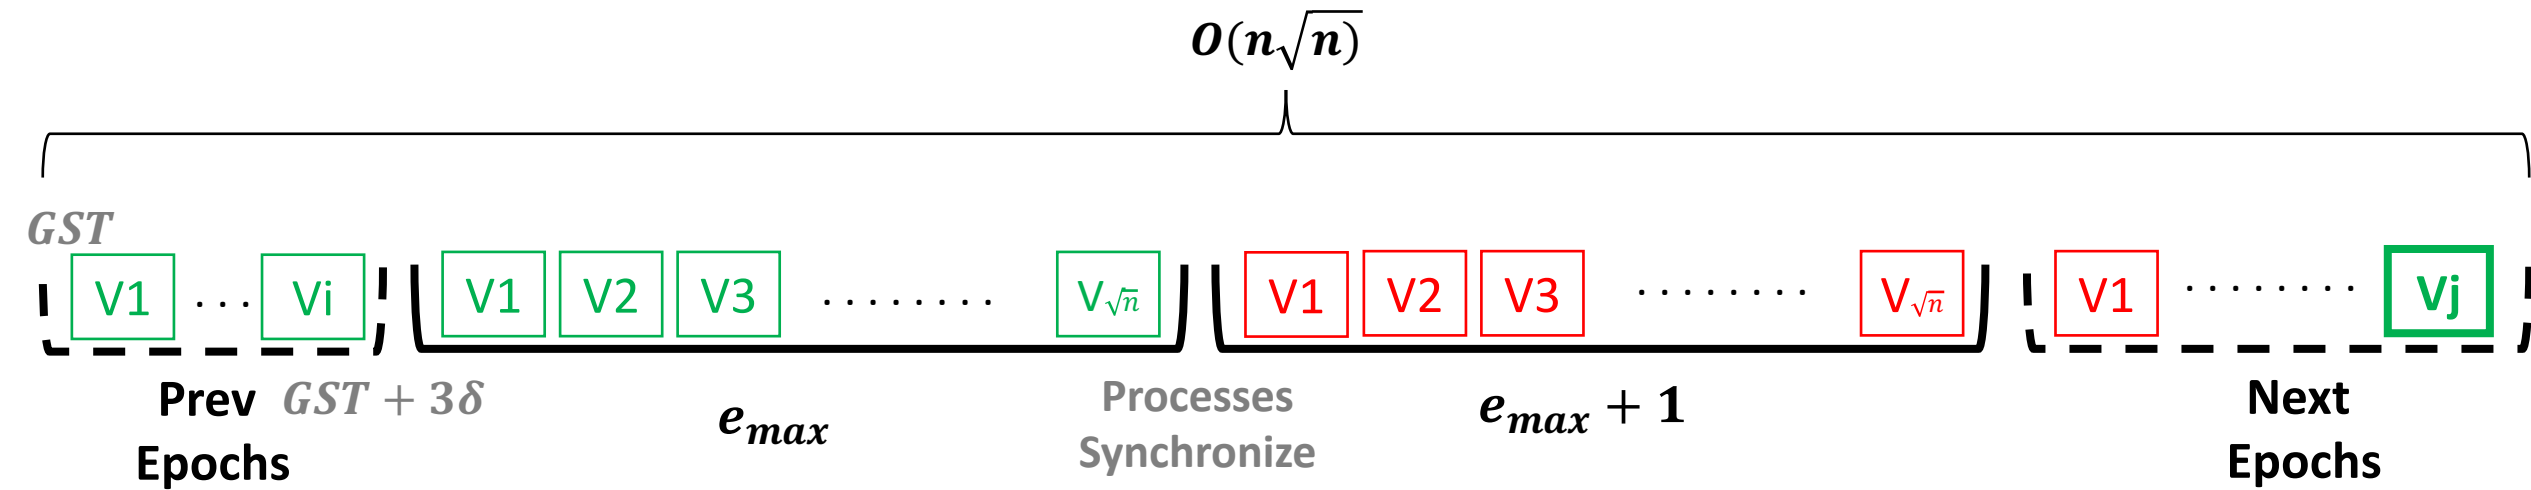 O(n√n)
GST
V1 ... Vi V1 V2 V3 ........ V√n V1 V2 V3 ........ V√n V1 ........ Vj
Prev Epochs
GST + 3δ
e_max
Processes
Synchronize
e_max + 1
Next
Epochs